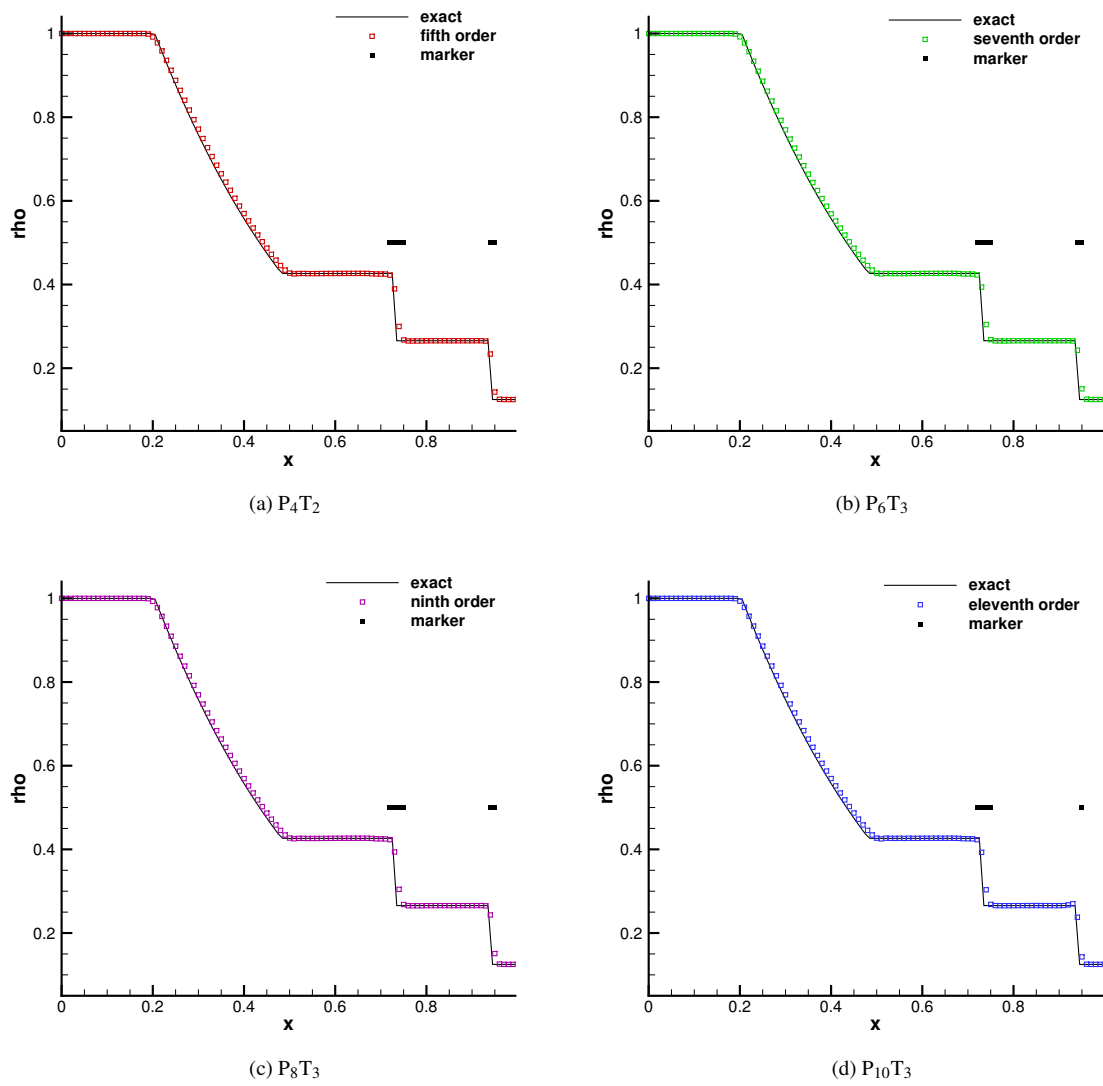 exact
fifth order
marker
rho
1
0.8
0.6
0.4
0.2
0 0.2 0.4 0.6 0.8
x
(a) P₄T₂
exact
seventh order
marker
rho
1
0.8
0.6
0.4
0.2
0 0.2 0.4 0.6 0.8
x
(b) P₆T₃
exact
ninth order
marker
rho
1
0.8
0.6
0.4
0.2
0 0.2 0.4 0.6 0.8
x
(c) P₈T₃
exact
eleventh order
marker
rho
1
0.8
0.6
0.4
0.2
0 0.2 0.4 0.6 0.8
x
(d) P₁₀T₃